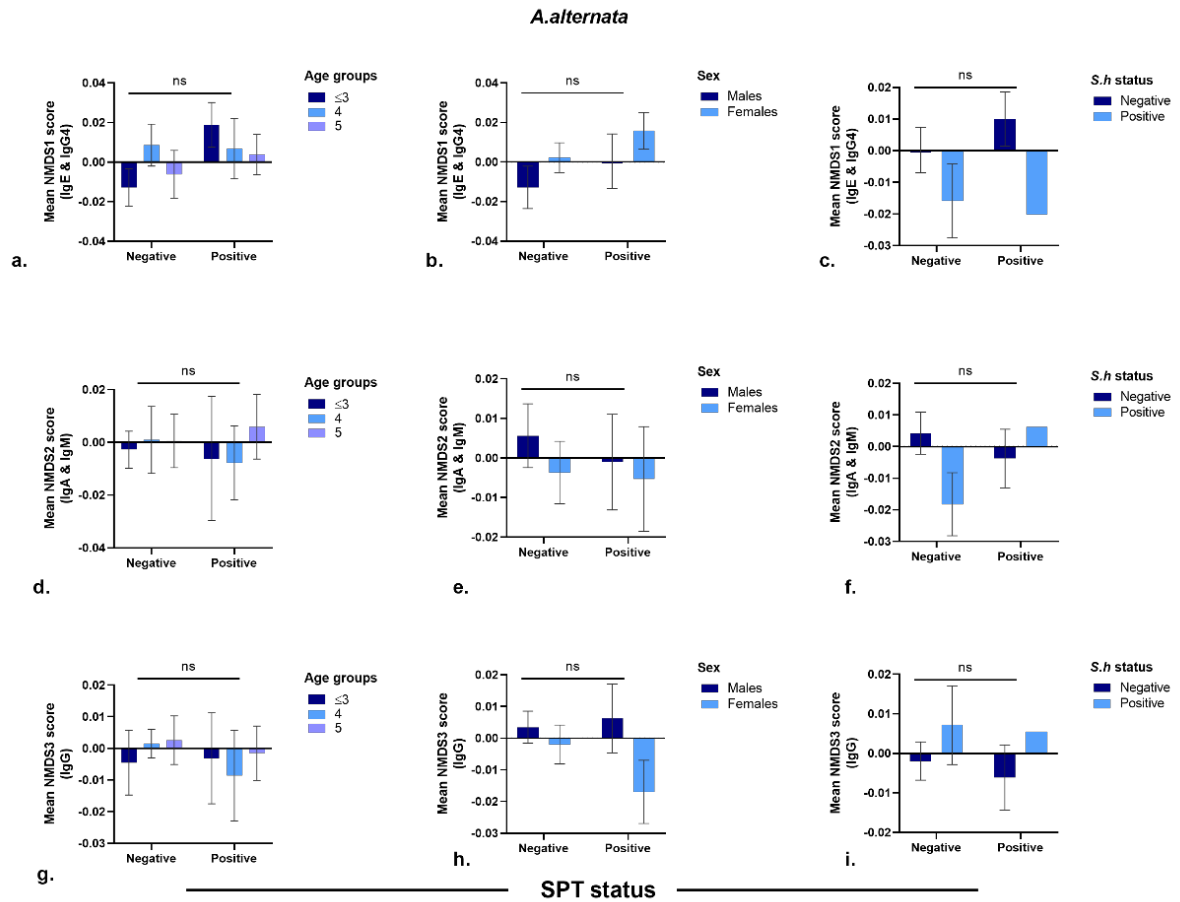 A.alternata
Mean NMDS1 score
(IgE & IgG4)
0.04
0.02
0.00
-0.02
-0.04
ns
Negative
Positive
Age groups
≤3
4
5
a.
Mean NMDS1 score
(IgE & IgG4)
0.04
0.02
0.00
-0.02
-0.04
ns
Negative
Positive
Sex
Males
Females
b.
Mean NMDS1 score
(IgE & IgG4)
0.02
0.01
0.00
-0.01
-0.02
-0.03
ns
Negative
Positive
S.h status
Negative
Positive
c.
Mean NMDS2 score
(IgA & IgM)
0.02
0.00
-0.02
-0.04
ns
Negative
Positive
Age groups
≤3
4
5
d.
Mean NMDS2 score
(IgA & IgM)
0.02
0.01
0.00
-0.01
-0.02
ns
Negative
Positive
Sex
Males
Females
e.
Mean NMDS2 score
(IgA & IgM)
0.02
0.01
0.00
-0.01
-0.02
-0.03
ns
Negative
Positive
S.h status
Negative
Positive
f.
Mean NMDS3 score
(IgG)
0.02
0.01
0.00
-0.01
-0.02
-0.03
ns
Negative
Positive
Age groups
≤3
4
5
g.
Mean NMDS3 score
(IgG)
0.02
0.01
0.00
-0.01
-0.02
-0.03
ns
Negative
Positive
Sex
Males
Females
h.
Mean NMDS3 score
(IgG)
0.02
0.01
0.00
-0.01
-0.02
ns
Negative
Positive
S.h status
Negative
Positive
i.
SPT status